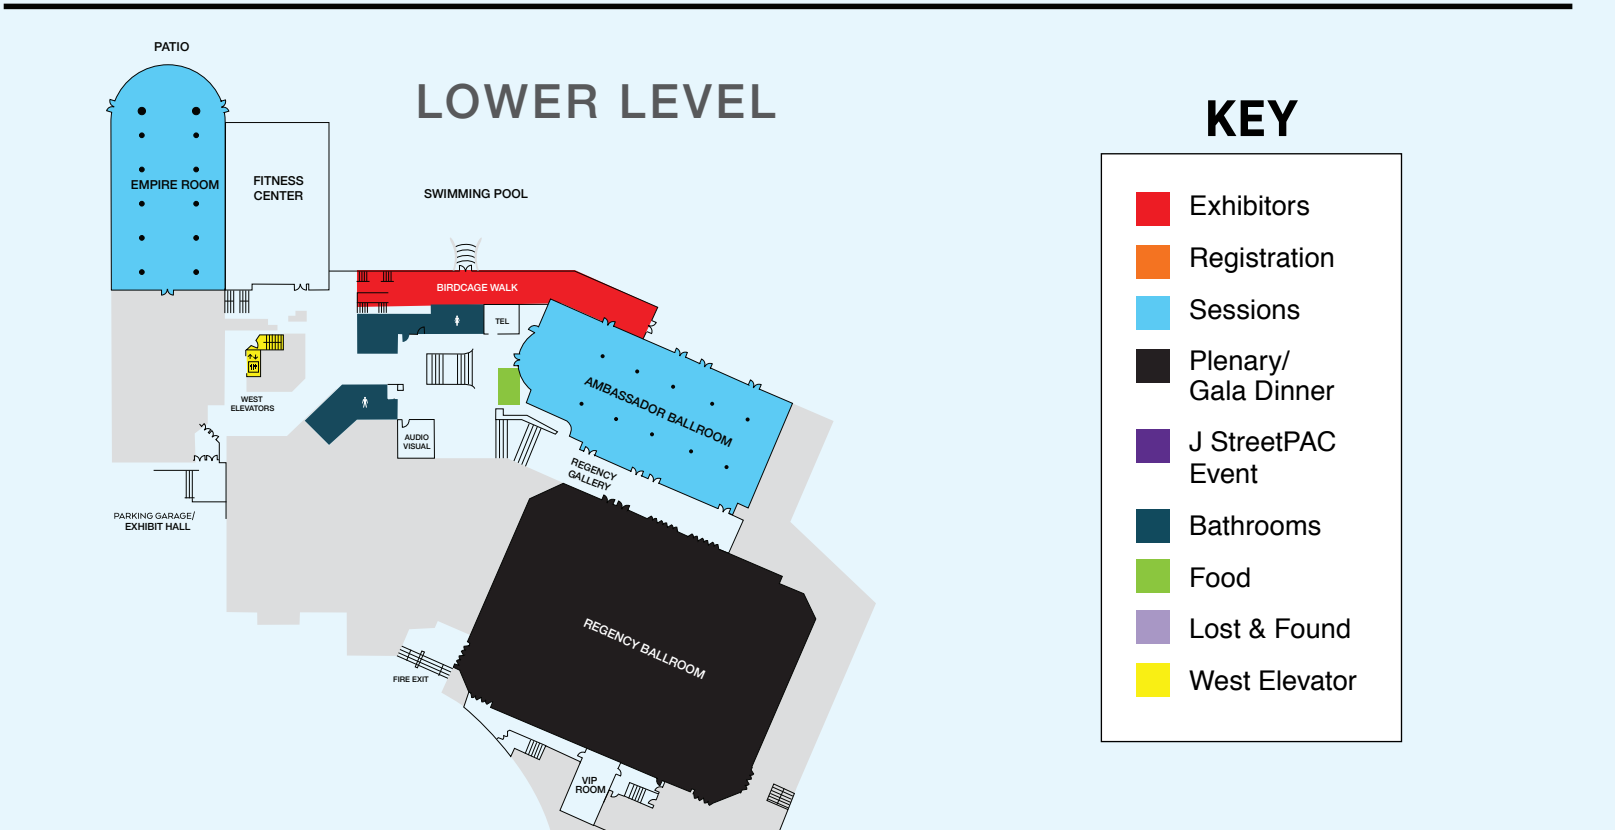 PATIO
LOWER LEVEL
EMPIRE ROOM
FITNESS
CENTER
SWIMMING POOL
BIRDCAGE WALK
TEL
AMBASSADOR BALLROOM
WEST
ELEVATORS
AUDIO
VISUAL
REGENCY
GALLERY
PARKING GARAGE/
EXHIBIT HALL
REGENCY BALLROOM
FIRE EXIT
VIP
ROOM
KEY
Exhibitors
Registration
Sessions
Plenary/
Gala Dinner
J StreetPAC
Event
Bathrooms
Food
Lost & Found
West Elevator